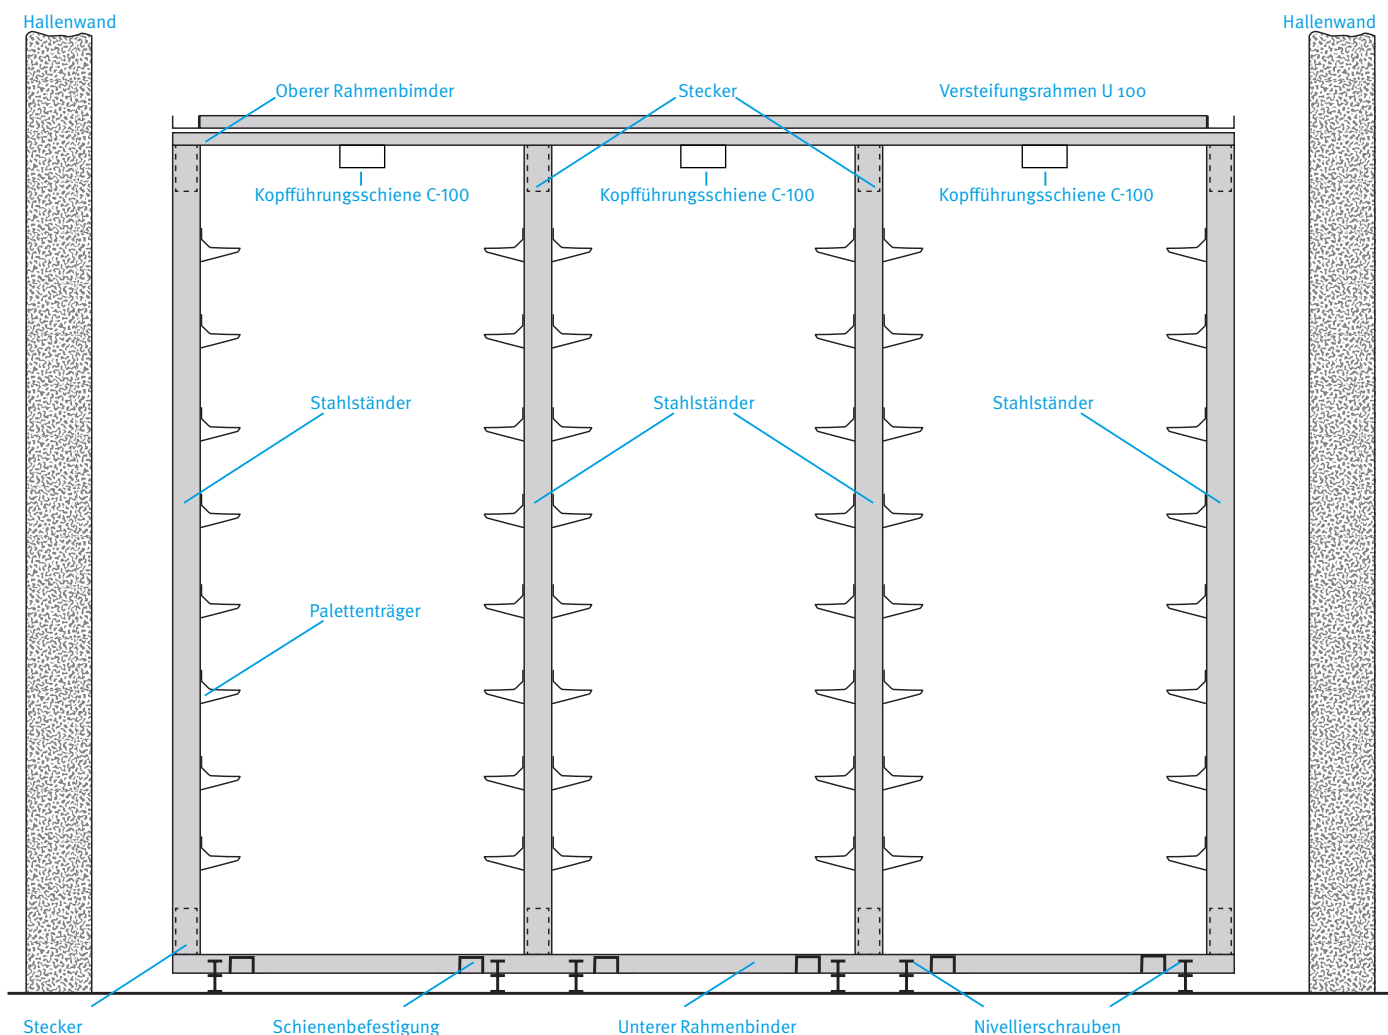 Hallenwand
Hallenwand
Oberer Rahmenbimder
Stecker
Versteifungsrahmen U 100
Kopfführungsschiene C-100
Kopfführungsschiene C-100
Kopfführungsschiene C-100
Stahlständer
Stahlständer
Stahlständer
Palettenträger
Stecker
Schienenbefestigung
Unterer Rahmenbinder
Nivellierschrauben